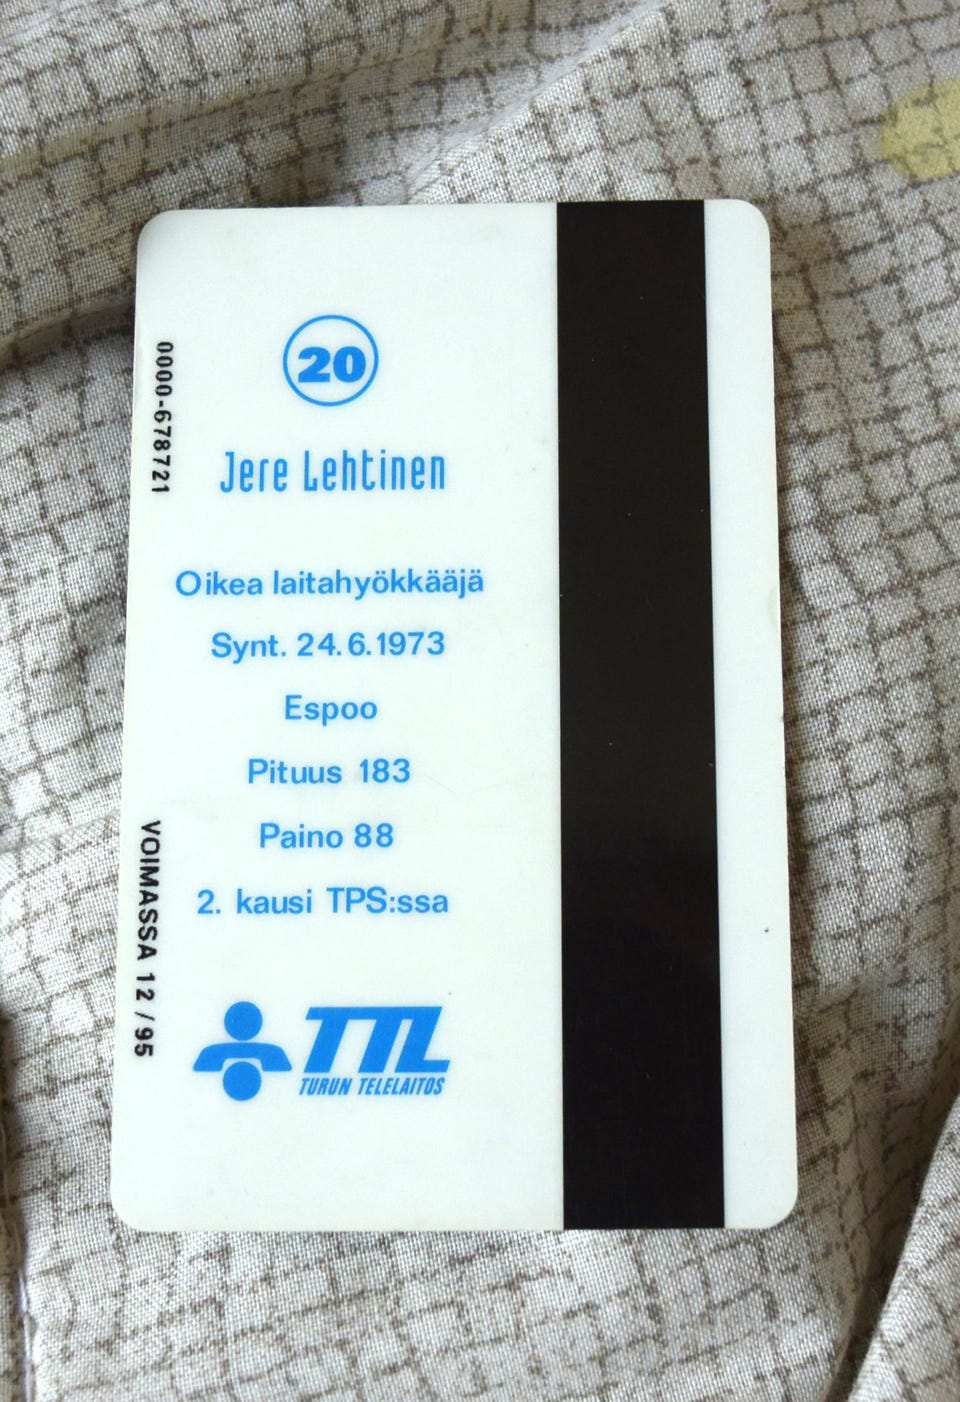 20
Jere Lehtinen
Oikea laitahyökkääjä
Synt. 24.6.1973
Espoo
Pituus 183
Paino 88
2. kausi TPS:ssa
TTL
TURUN TELELAITOS
0000-678721
VOIMASSA 12/95